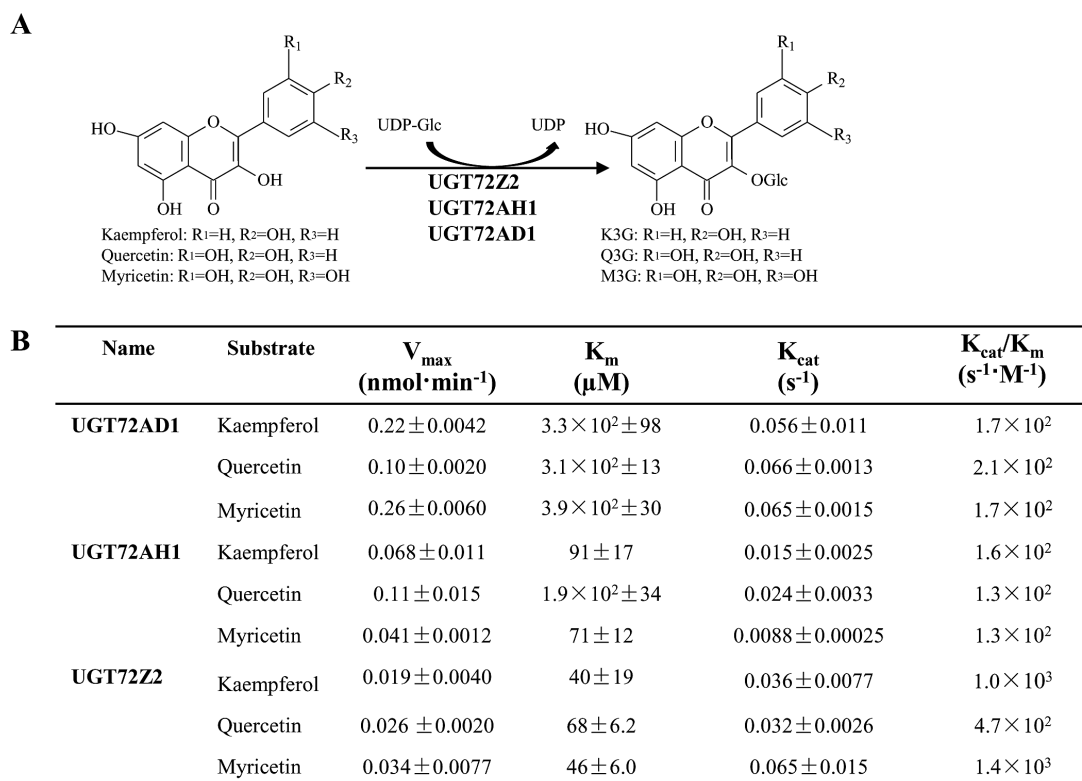 A
R₁
R₂
R₃
HO
O
OH
OH
O
UDP-Glc
UDP
UGT72Z2
UGT72AH1
UGT72AD1
R₁
R₂
R₃
HO
O
OGlc
OH
O
Kaempferol: R₁=H, R₂=OH, R₃=H
Quercetin: R₁=OH, R₂=OH, R₃=H
Myricetin: R₁=OH, R₂=OH, R₃=OH
K3G: R₁=H, R₂=OH, R₃=H
Q3G: R₁=OH, R₂=OH, R₃=H
M3G: R₁=OH, R₂=OH, R₃=OH
B
Name Substrate Vmax (nmol·min⁻¹) Km (μM) Kcat (s⁻¹) Kcat/Km (s⁻¹·M⁻¹)
UGT72AD1 Kaempferol 0.22±0.0042 3.3×10²±98 0.056±0.011 1.7×10²
Quercetin 0.10±0.0020 3.1×10²±13 0.066±0.0013 2.1×10²
Myricetin 0.26±0.0060 3.9×10²±30 0.065±0.0015 1.7×10²
UGT72AH1 Kaempferol 0.068±0.011 91±17 0.015±0.0025 1.6×10²
Quercetin 0.11±0.015 1.9×10²±34 0.024±0.0033 1.3×10²
Myricetin 0.041±0.0012 71±12 0.0088±0.00025 1.3×10²
UGT72Z2 Kaempferol 0.019±0.0040 40±19 0.036±0.0077 1.0×10³
Quercetin 0.026±0.0020 68±6.2 0.032±0.0026 4.7×10²
Myricetin 0.034±0.0077 46±6.0 0.065±0.015 1.4×10³